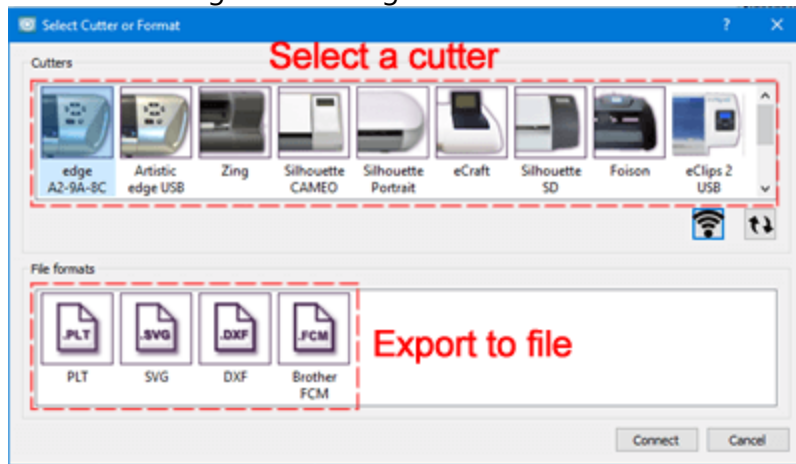 Select Cutter or Format
?
Cutters
Select a cutter
edge
A2-9A-8C
Artistic
edge USB
Zing
Silhouette
CAMEO
Silhouette
Portrait
eCraft
Silhouette
SD
Foison
eClips 2
USB
File formats
.PLT
.SVG
.DXF
.FCM
PLT
SVG
DXF
Brother
FCM
Export to file
Connect
Cancel